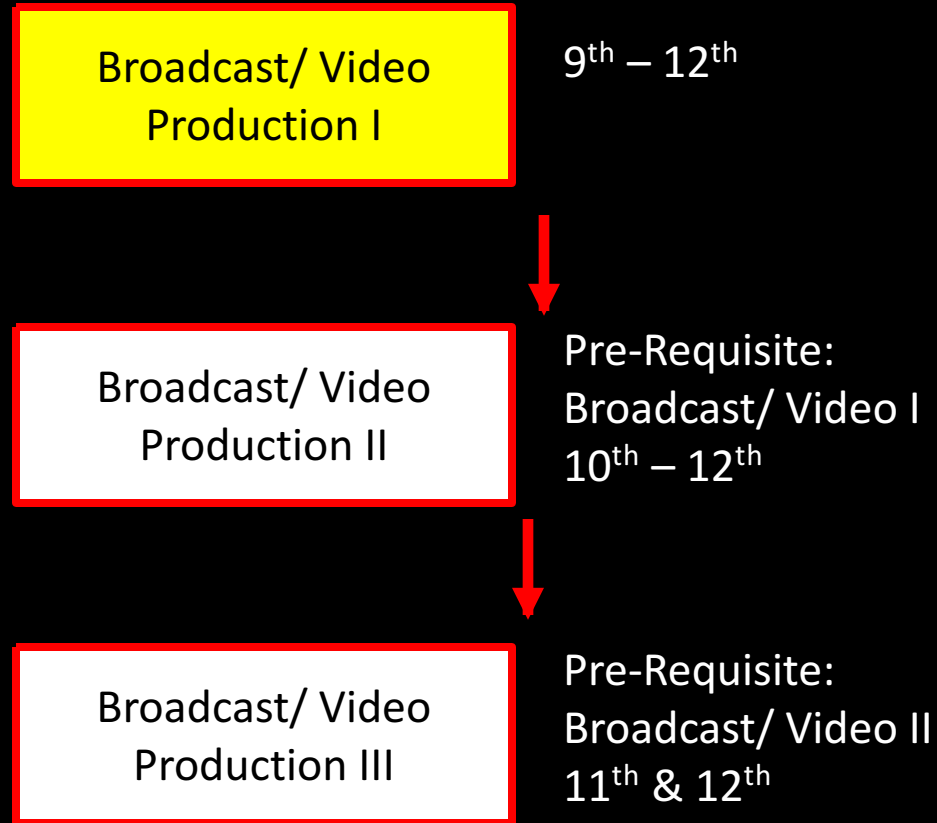 Broadcast/ Video
Production I
9th – 12th
Broadcast/ Video
Production II
Pre-Requisite:
Broadcast/ Video I
10th – 12th
Broadcast/ Video
Production III
Pre-Requisite:
Broadcast/ Video II
11th & 12th